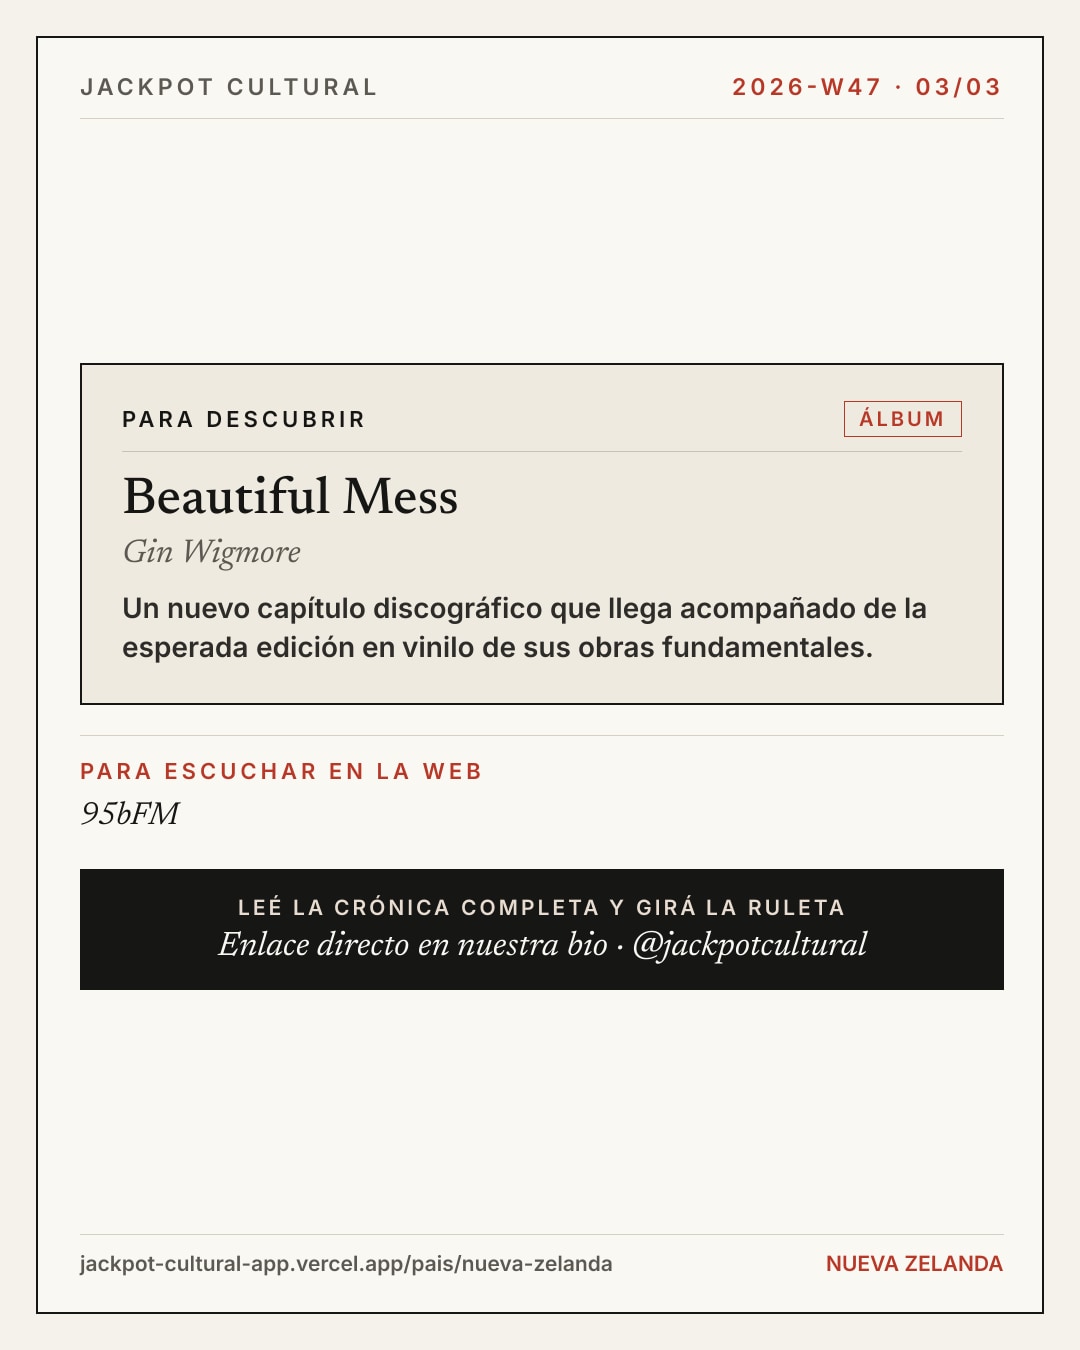 JACKPOT CULTURAL
2026-W47 · 03/03
PARA DESCUBRIR
ÁLBUM
Beautiful Mess
Gin Wigmore
Un nuevo capítulo discográfico que llega acompañado de la
esperada edición en vinilo de sus obras fundamentales.
PARA ESCUCHAR EN LA WEB
95bFM
LEÉ LA CRÓNICA COMPLETA Y GIRÁ LA RULETA
Enlace directo en nuestra bio · @jackpotcultural
jackpot-cultural-app.vercel.app/pais/nueva-zelanda
NUEVA ZELANDA